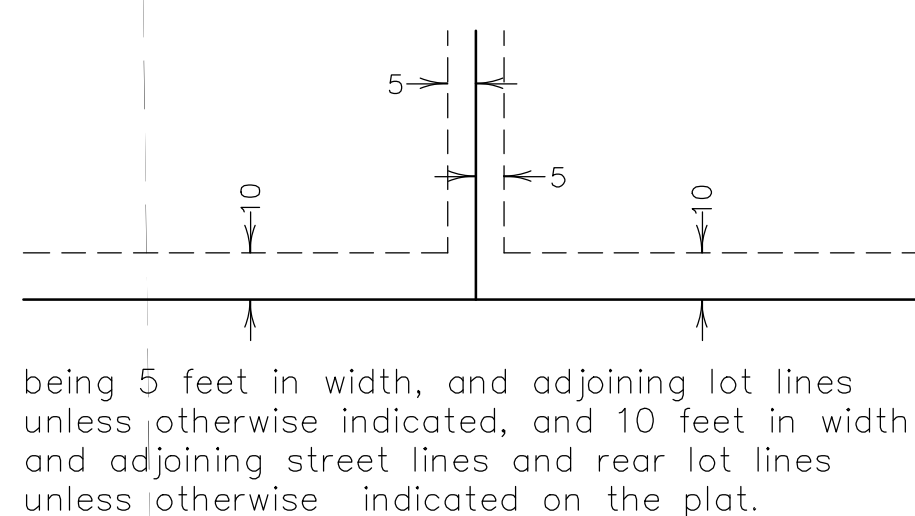 5
5
10
10
being 5 feet in width, and adjoining lot lines
unless otherwise indicated, and 10 feet in width
and adjoining street lines and rear lot lines
unless otherwise indicated on the plat.